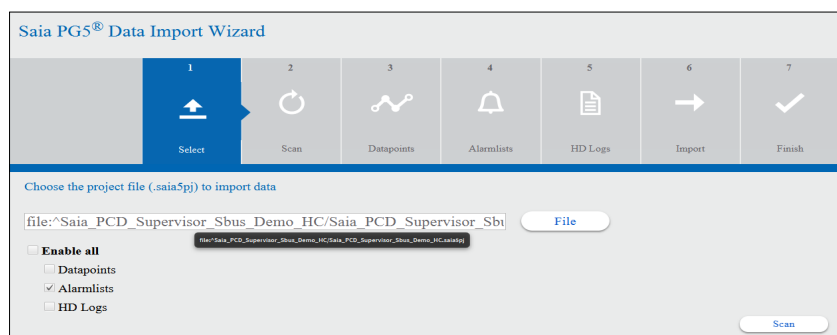 Saia PG5® Data Import Wizard
1 2 3 4 5 6 7
Select Scan Datapoints Alarmlists HD Logs Import Finish
Choose the project file (.saia5pj) to import data
file:^Saia_PCD_Supervisor_Sbus_Demo_HC/Saia_PCD_Supervisor_Sbu File
file:^Saia_PCD_Supervisor_Sbus_Demo_HC/Saia_PCD_Supervisor_Sbus_Demo_HC.saia5pj
Enable all
Datapoints
Alarmlists
HD Logs
Scan